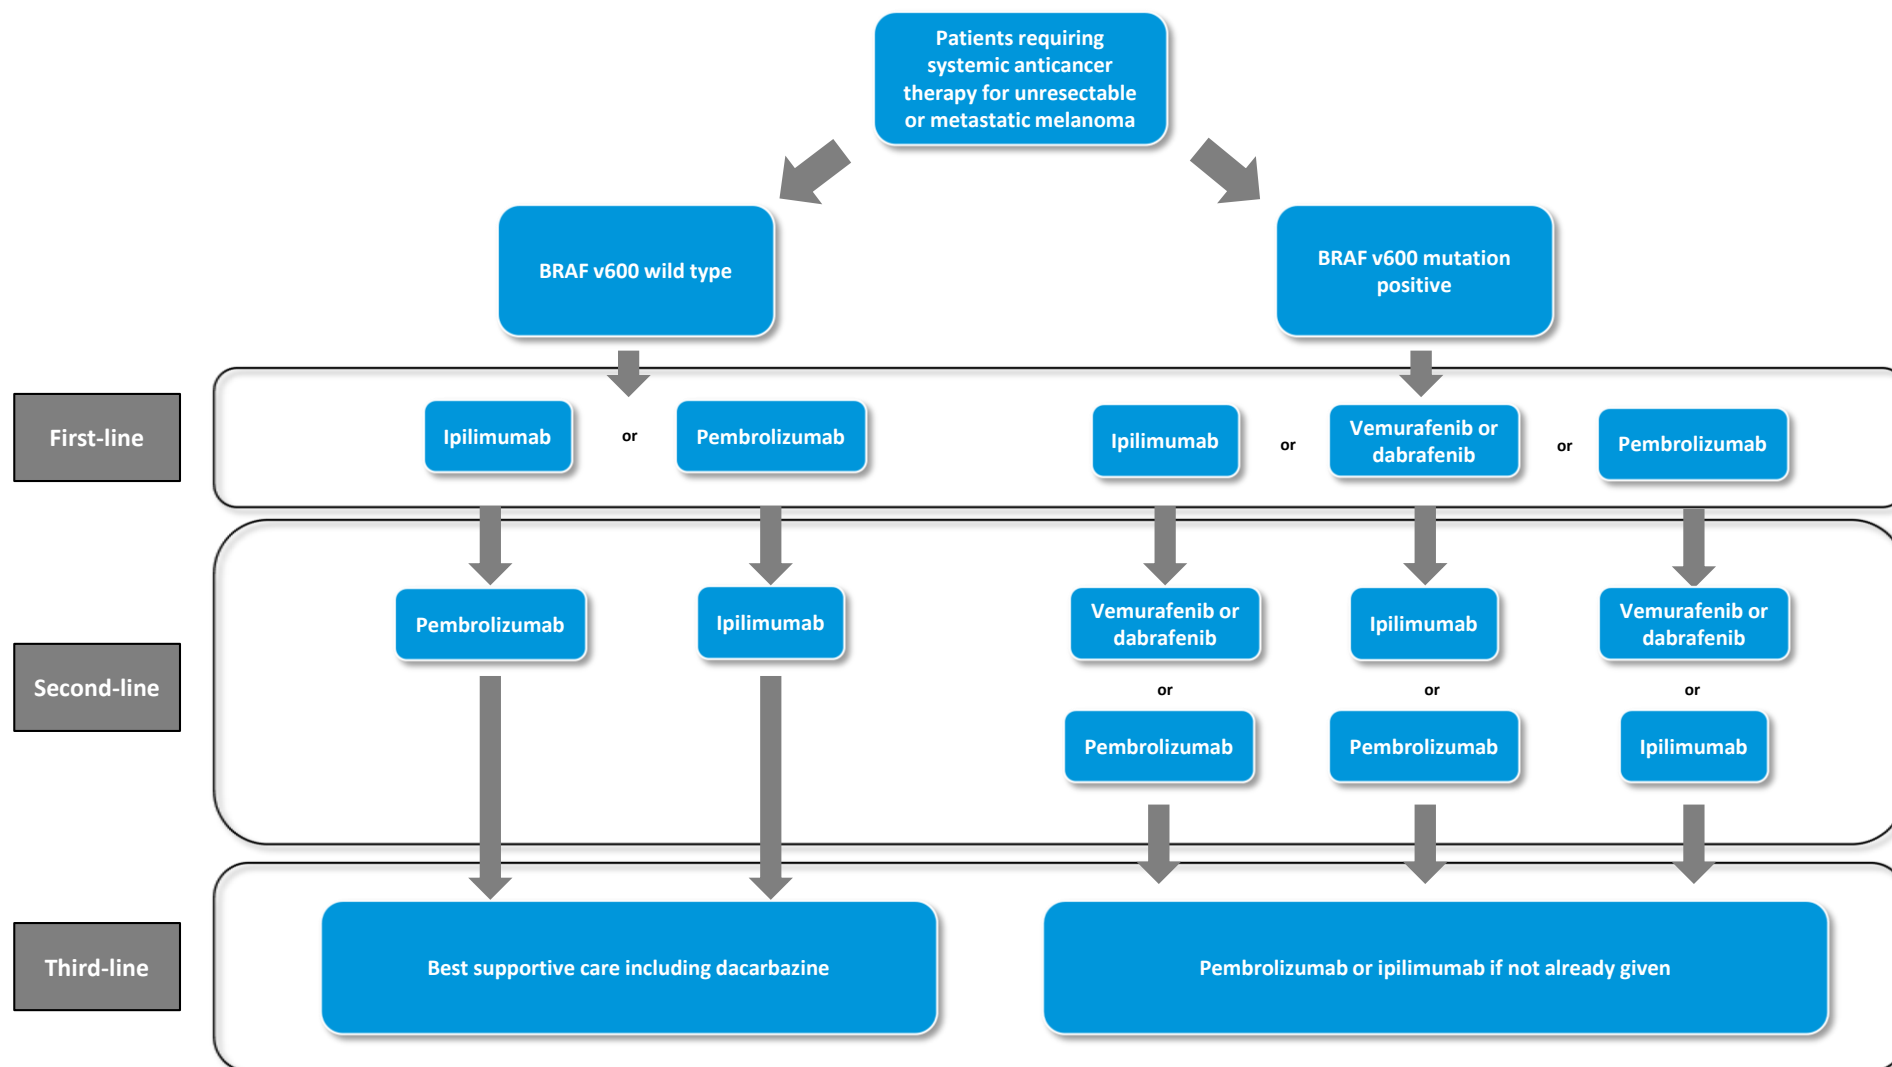 Patients requiring
systemic anticancer
therapy for unresectable
or metastatic melanoma
BRAF v600 wild type
BRAF v600 mutation
positive
First-line
Ipilimumab
or
Pembrolizumab
Ipilimumab
or
Vemurafenib or
dabrafenib
or
Pembrolizumab
Second-line
Pembrolizumab
Ipilimumab
Vemurafenib or
dabrafenib
or
Pembrolizumab
Ipilimumab
or
Pembrolizumab
Vemurafenib or
dabrafenib
or
Ipilimumab
Third-line
Best supportive care including dacarbazine
Pembrolizumab or ipilimumab if not already given